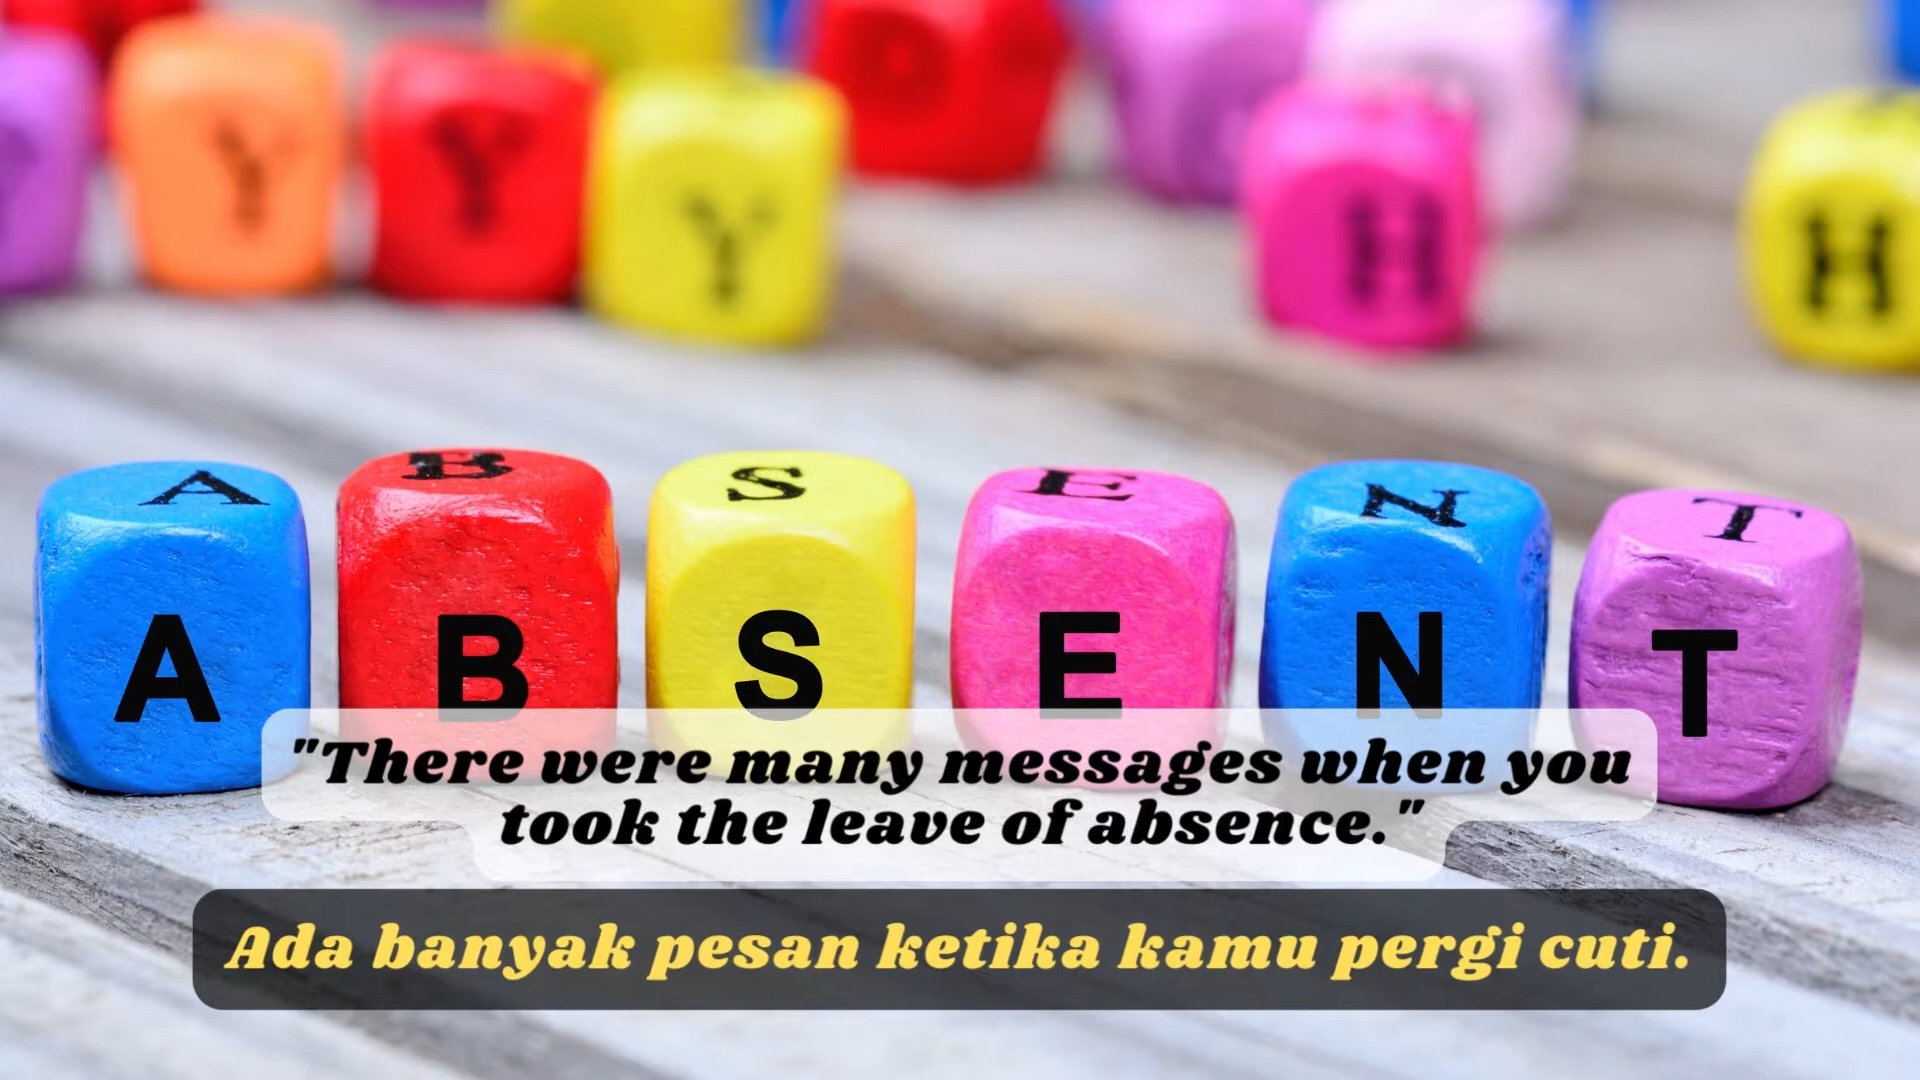 Y Y Y H H
A B S E N T
A B S E N T
"There were many messages when you
took the leave of absence."
Ada banyak pesan ketika kamu pergi cuti.